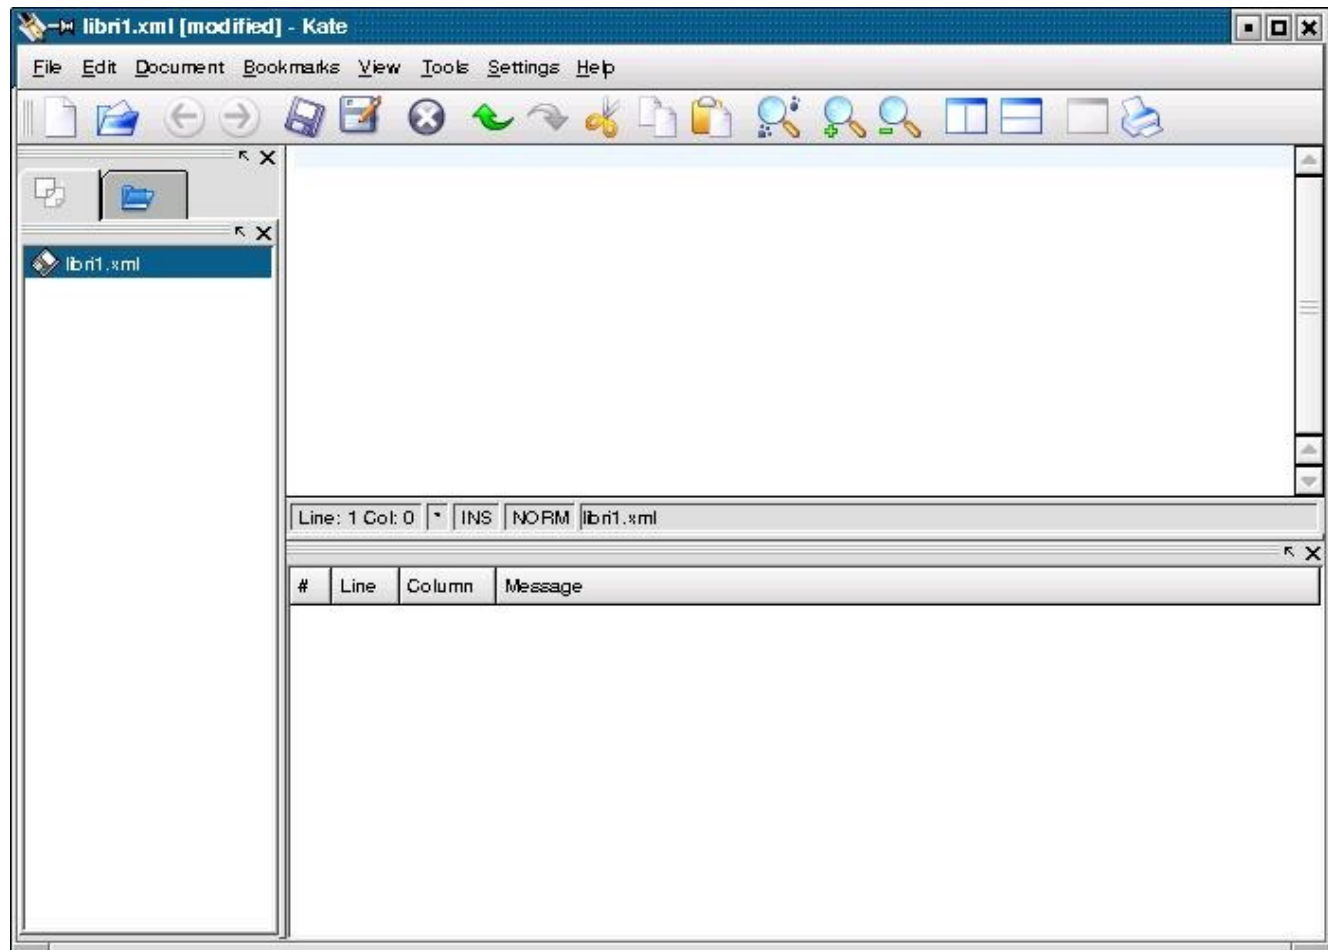 libri1.xml [modified] - Kate
File Edit Document Bookmarks View Tools Settings Help
libri1.xml
Line: 1 Col: 0 * INS NORM libri1.xml
# Line Column Message